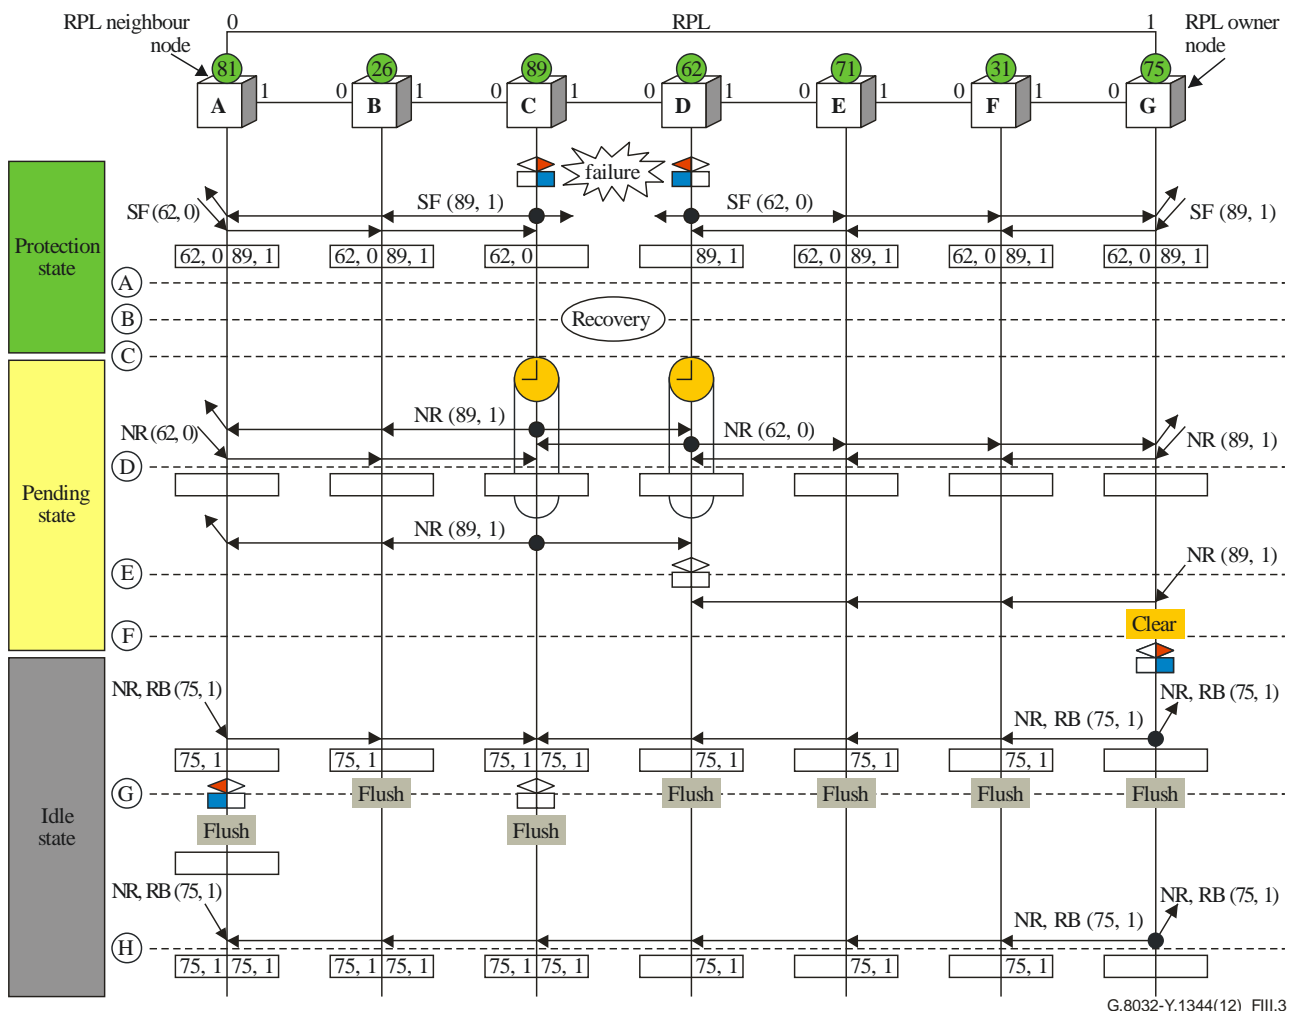 RPL neighbour node
0 RPL 1
RPL owner node
81 26 89 62 71 31 75
A 1 0 B 1 0 C 1 0 D 1 0 E 1 0 F 1 0 G
failure
SF (62, 0) SF (89, 1) SF (62, 0) SF (89, 1)
Protection state
62, 0 89, 1 62, 0 89, 1 62, 0 89, 1 62, 0 89, 1 62, 0 89, 1 62, 0 89, 1
A
B Recovery
C
NR (89, 1)
NR (62, 0) NR (62, 0) NR (89, 1)
D
Pending state
NR (89, 1)
NR (89, 1)
E
Clear
F
NR, RB (75, 1) NR, RB (75, 1) NR, RB (75, 1)
75, 1 75, 1 75, 1 75, 1 75, 1 75, 1 75, 1
G Flush Flush Flush Flush Flush
Idle state
Flush Flush
NR, RB (75, 1) NR, RB (75, 1) NR, RB (75, 1)
H
75, 1 75, 1 75, 1 75, 1 75, 1 75, 1 75, 1 75, 1 75, 1
G.8032-Y.1344(12)_FIII.3